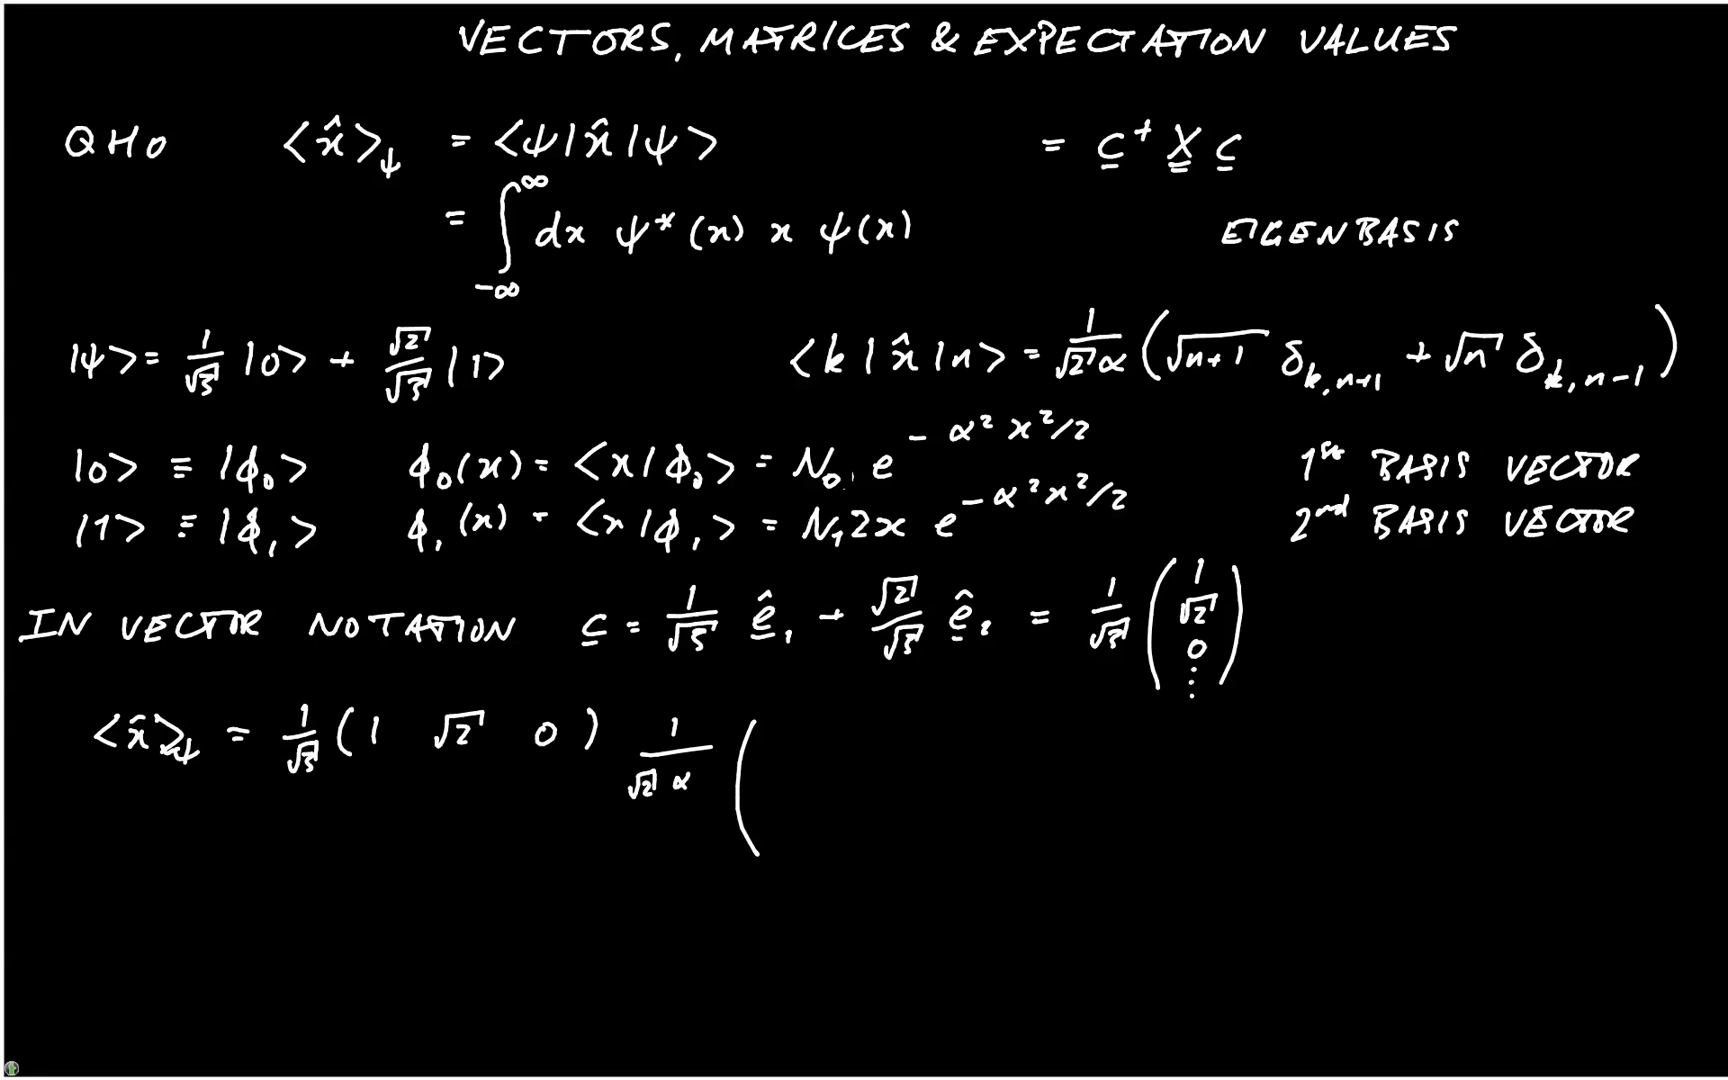 VECTORS, MATRICES & EXPECTATION VALUES
QHO ⟨x̂⟩_ψ = ⟨ψ|x̂|ψ⟩ = c⁺ X c
= ∫_{-∞}^{∞} dx ψ*(x) x ψ(x) EIGENBASIS
|ψ⟩ = 1/√3 |0⟩ + √2/√3 |1⟩ ⟨k|x̂|n⟩ = 1/(√2 α) (√(n+1) δ_{k,n+1} + √n δ_{k,n-1})
|0⟩ ≡ |ϕ₀⟩ ϕ₀(x) = ⟨x|ϕ₀⟩ = N₀ e^{-α²x²/2} 1st BASIS VECTOR
|1⟩ ≡ |ϕ₁⟩ ϕ₁(x) = ⟨x|ϕ₁⟩ = N₁2x e^{-α²x²/2} 2nd BASIS VECTOR
IN VECTOR NOTATION c = 1/√3 ê₁ + √2/√3 ê₂ = 1/√3 (1 √2 0 ⋮)
⟨x̂⟩_ψ = 1/√3 (1 √2 0) 1/(√2 α) (